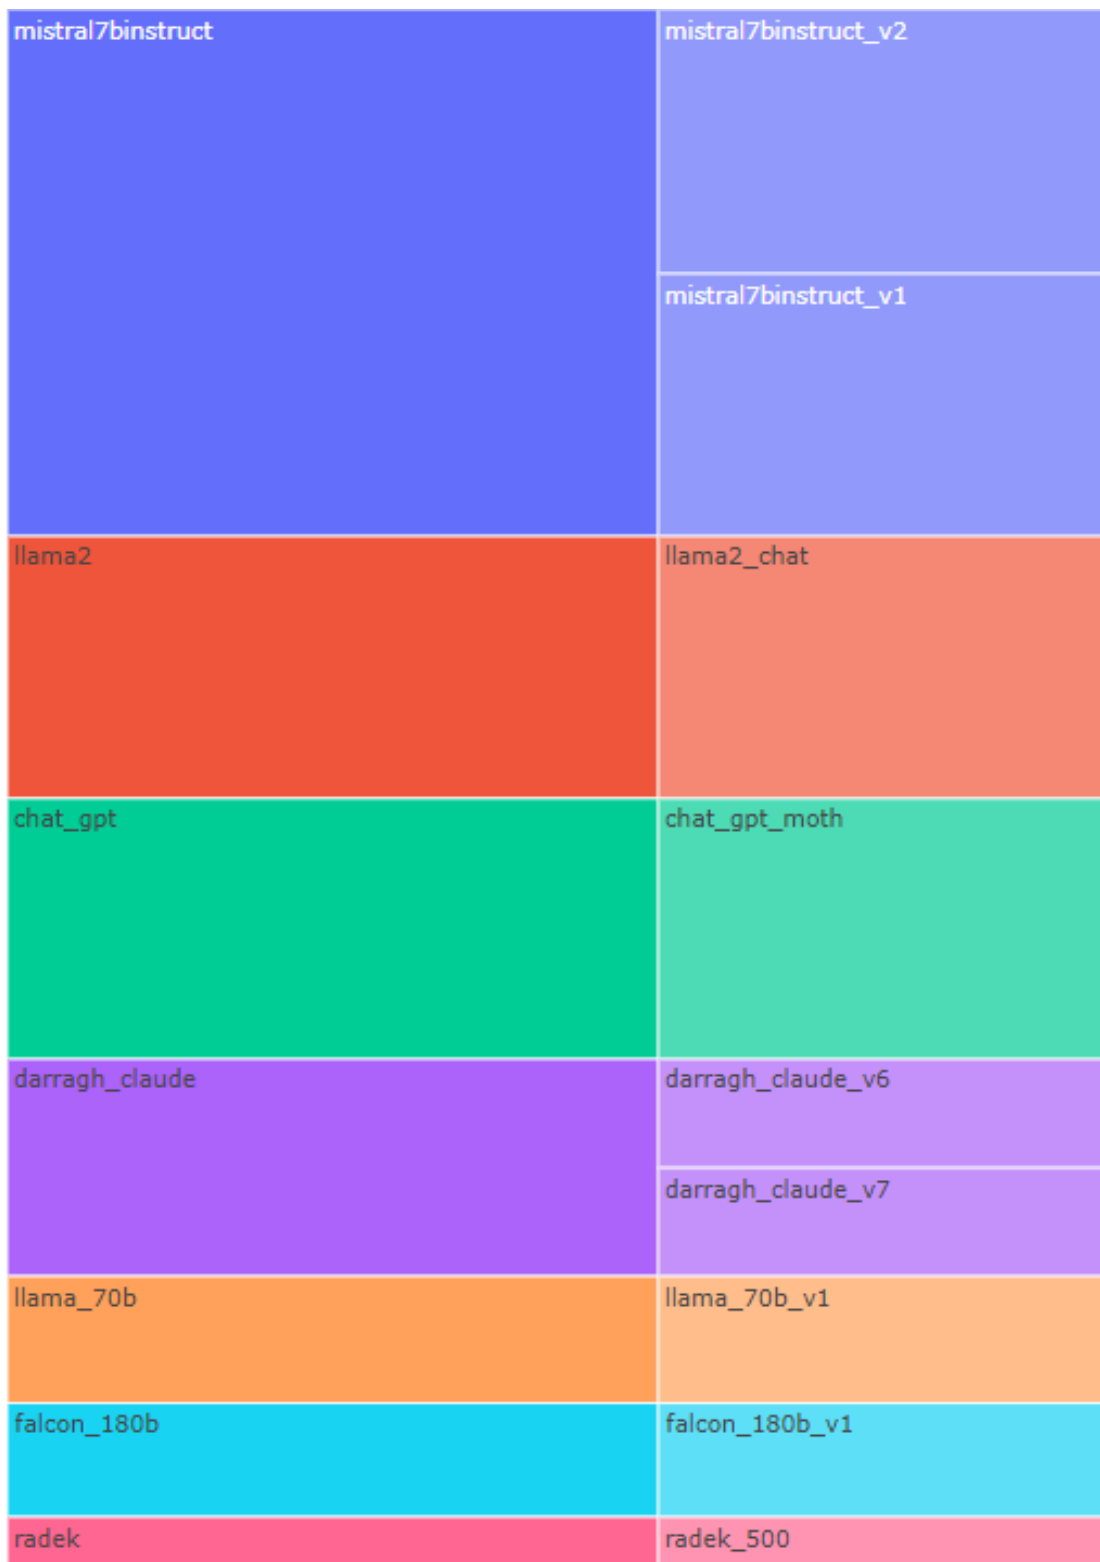 mistral7binstruct
mistral7binstruct_v2
mistral7binstruct_v1
llama2
llama2_chat
chat_gpt
chat_gpt_moth
darragh_claude
darragh_claude_v6
darragh_claude_v7
llama_70b
llama_70b_v1
falcon_180b
falcon_180b_v1
radek
radek_500